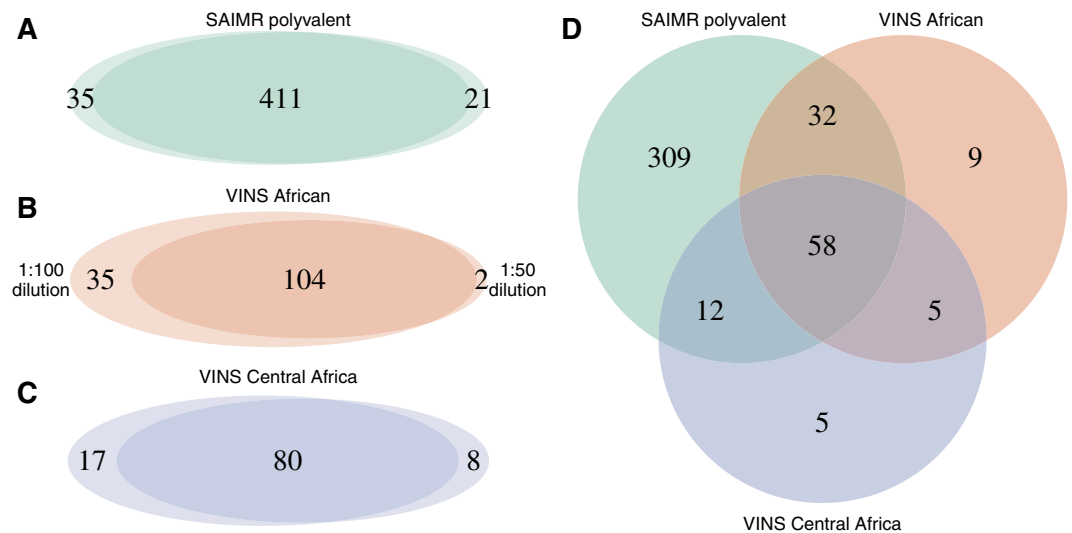 A
SAIMR polyvalent
35
411
21
B
VINS African
1:100
dilution
35
104
2
1:50
dilution
C
VINS Central Africa
17
80
8
D
SAIMR polyvalent
VINS African
32
309
9
58
12
5
5
VINS Central Africa